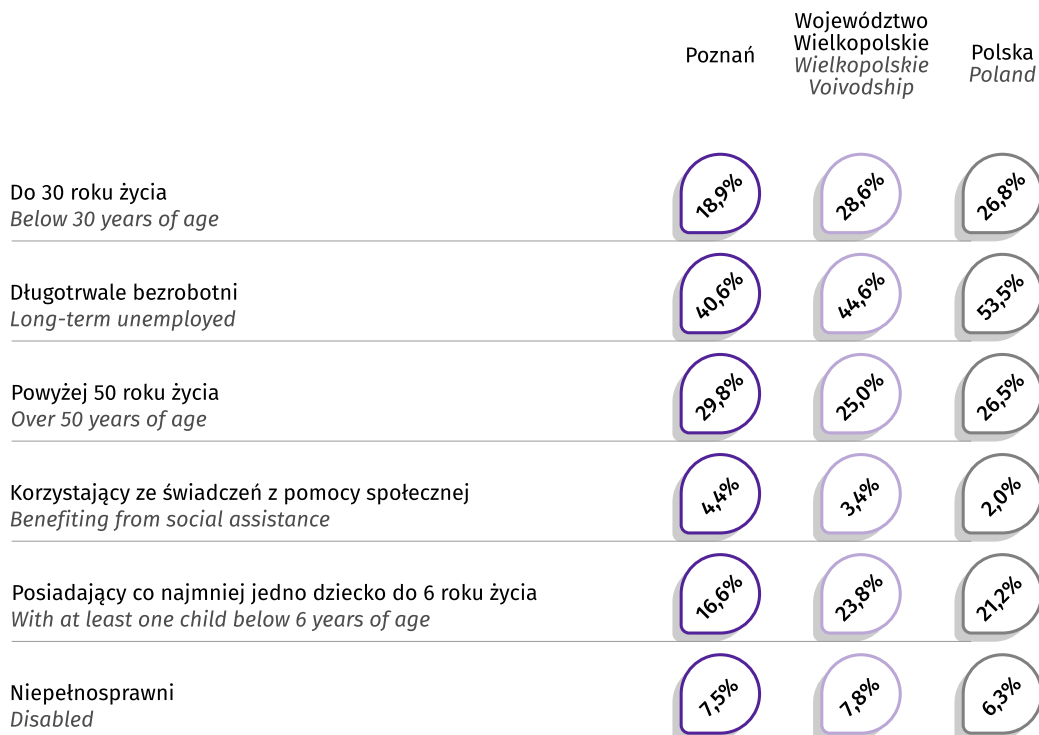 Poznań
Województwo
Wielkopolskie
Wielkopolskie
Voivodship
Polska
Poland
Do 30 roku życia
Below 30 years of age
18,9%
28,6%
26,8%
Długotrwale bezrobotni
Long-term unemployed
40,6%
44,6%
53,5%
Powyżej 50 roku życia
Over 50 years of age
29,8%
25,0%
26,5%
Korzystający ze świadczeń z pomocy społecznej
Benefiting from social assistance
4,4%
3,4%
2,0%
Posiadający co najmniej jedno dziecko do 6 roku życia
With at least one child below 6 years of age
16,6%
23,8%
21,2%
Niepełnosprawni
Disabled
7,5%
7,8%
6,3%